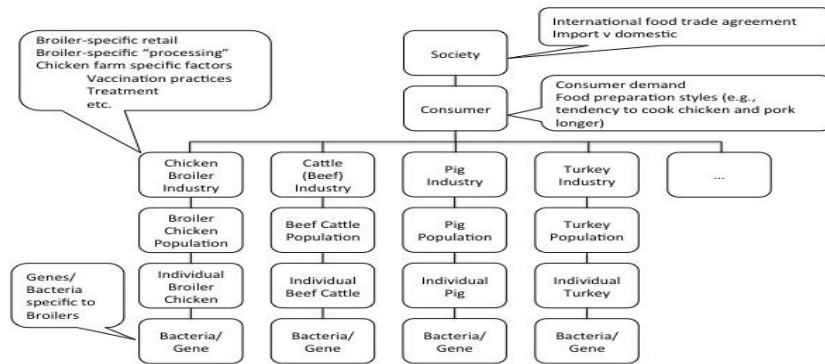 Broiler-specific retail
Broiler-specific “processing”
Chicken farm specific factors
Vaccination practices
Treatment
etc.
International food trade agreement
Import v domestic
Society
Consumer
Consumer demand
Food preparation styles (e.g.,
tendency to cook chicken and pork
longer)
Chicken
Broiler
Industry
Cattle
(Beef)
Industry
Pig
Industry
Turkey
Industry
...
Broiler
Chicken
Population
Beef Cattle
Population
Pig
Population
Turkey
Population
Genes/
Bacteria
specific to
Broilers
Individual
Broiler
Chicken
Individual
Beef Cattle
Individual
Pig
Individual
Turkey
Bacteria/
Gene
Bacteria/
Gene
Bacteria/
Gene
Bacteria/
Gene